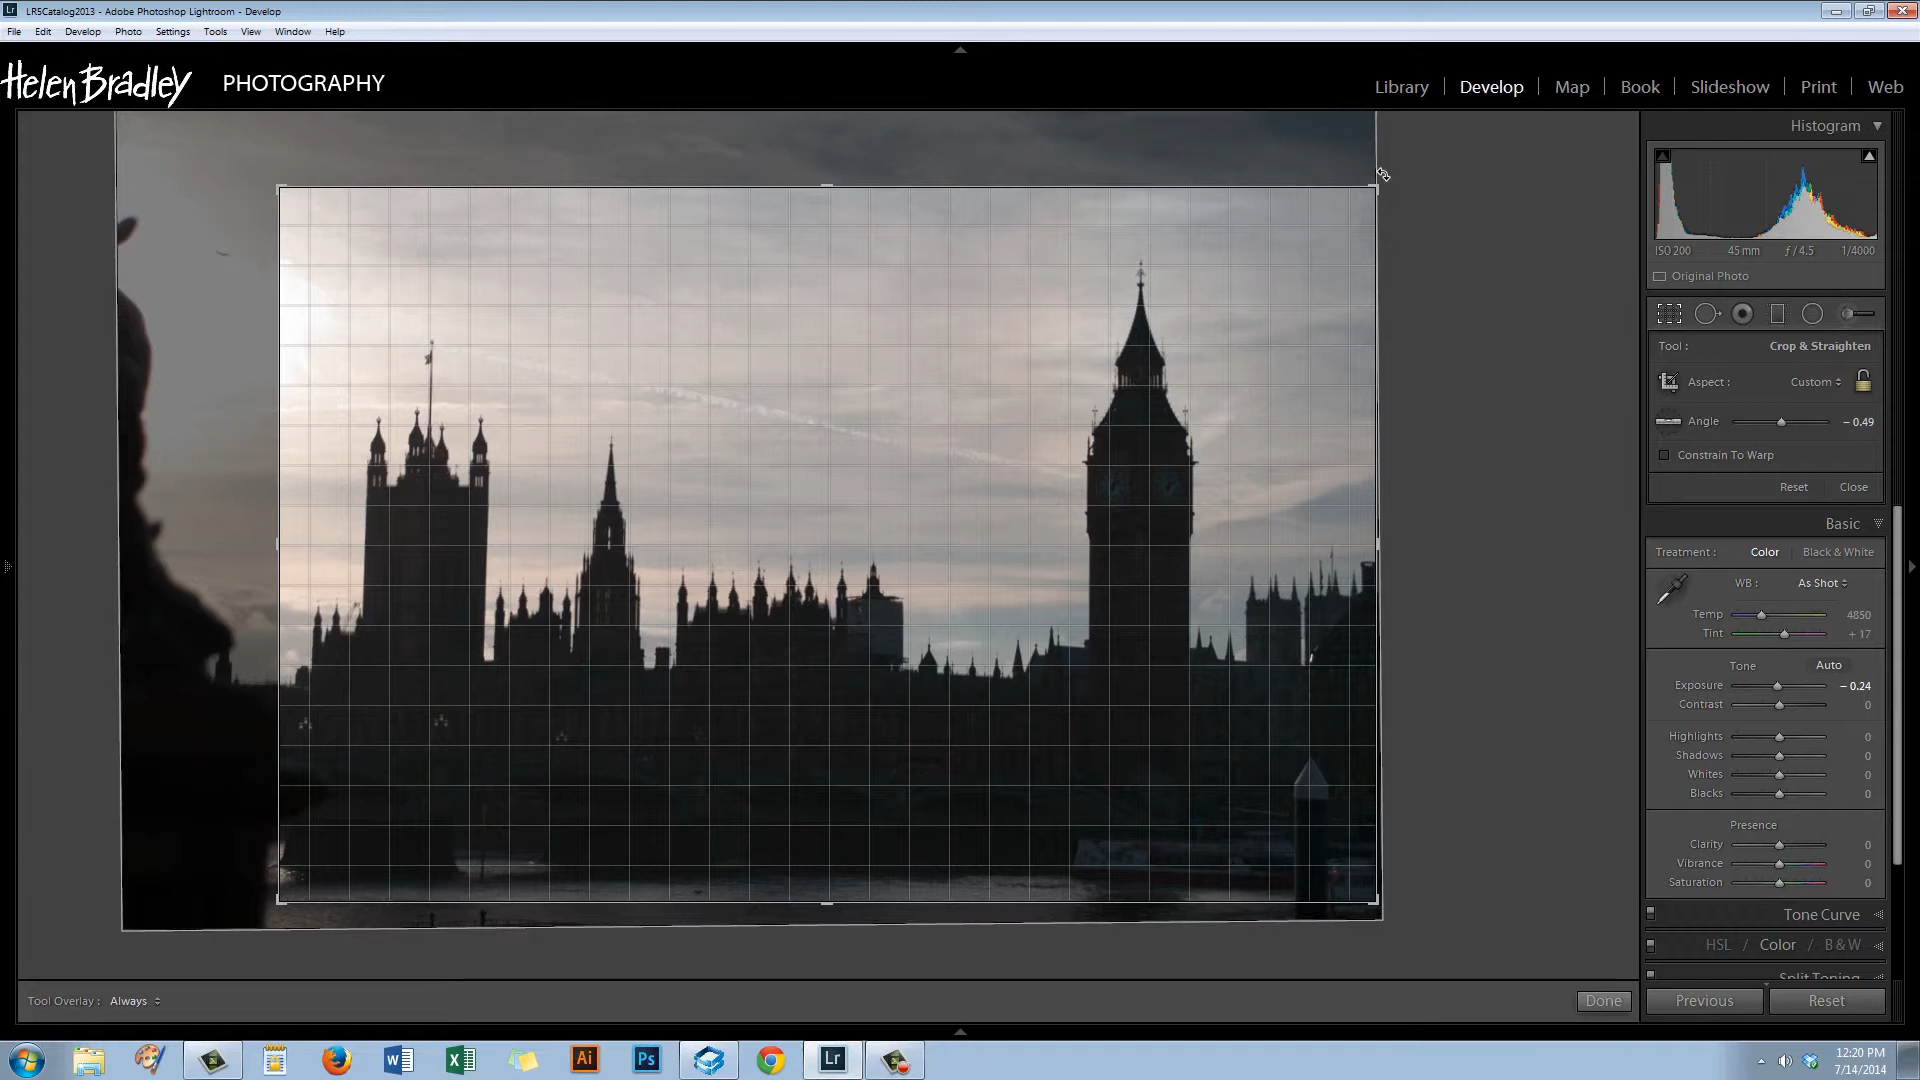 LR5Catalog2013 - Adobe Photoshop Lightroom - Develop
File Edit Develop Photo Settings Tools View Window Help
Helen Bradley PHOTOGRAPHY
Library Develop Map Book Slideshow Print Web
Histogram
ISO 200 45 mm ƒ / 4.5 1/4000
Original Photo
Tool : Crop & Straighten
Aspect : Custom
Angle - 0.49
Constrain To Warp
Reset Close
Basic
Treatment : Color Black & White
WB : As Shot
Temp 4850
Tint + 17
Tone Auto
Exposure - 0.24
Contrast 0
Highlights 0
Shadows 0
Whites 0
Blacks 0
Presence
Clarity 0
Vibrance 0
Saturation 0
Tone Curve
HSL / Color / B & W
Split Toning
Tool Overlay : Always Done Previous Reset
W X Ai Ps Lr
12:20 PM
7/14/2014